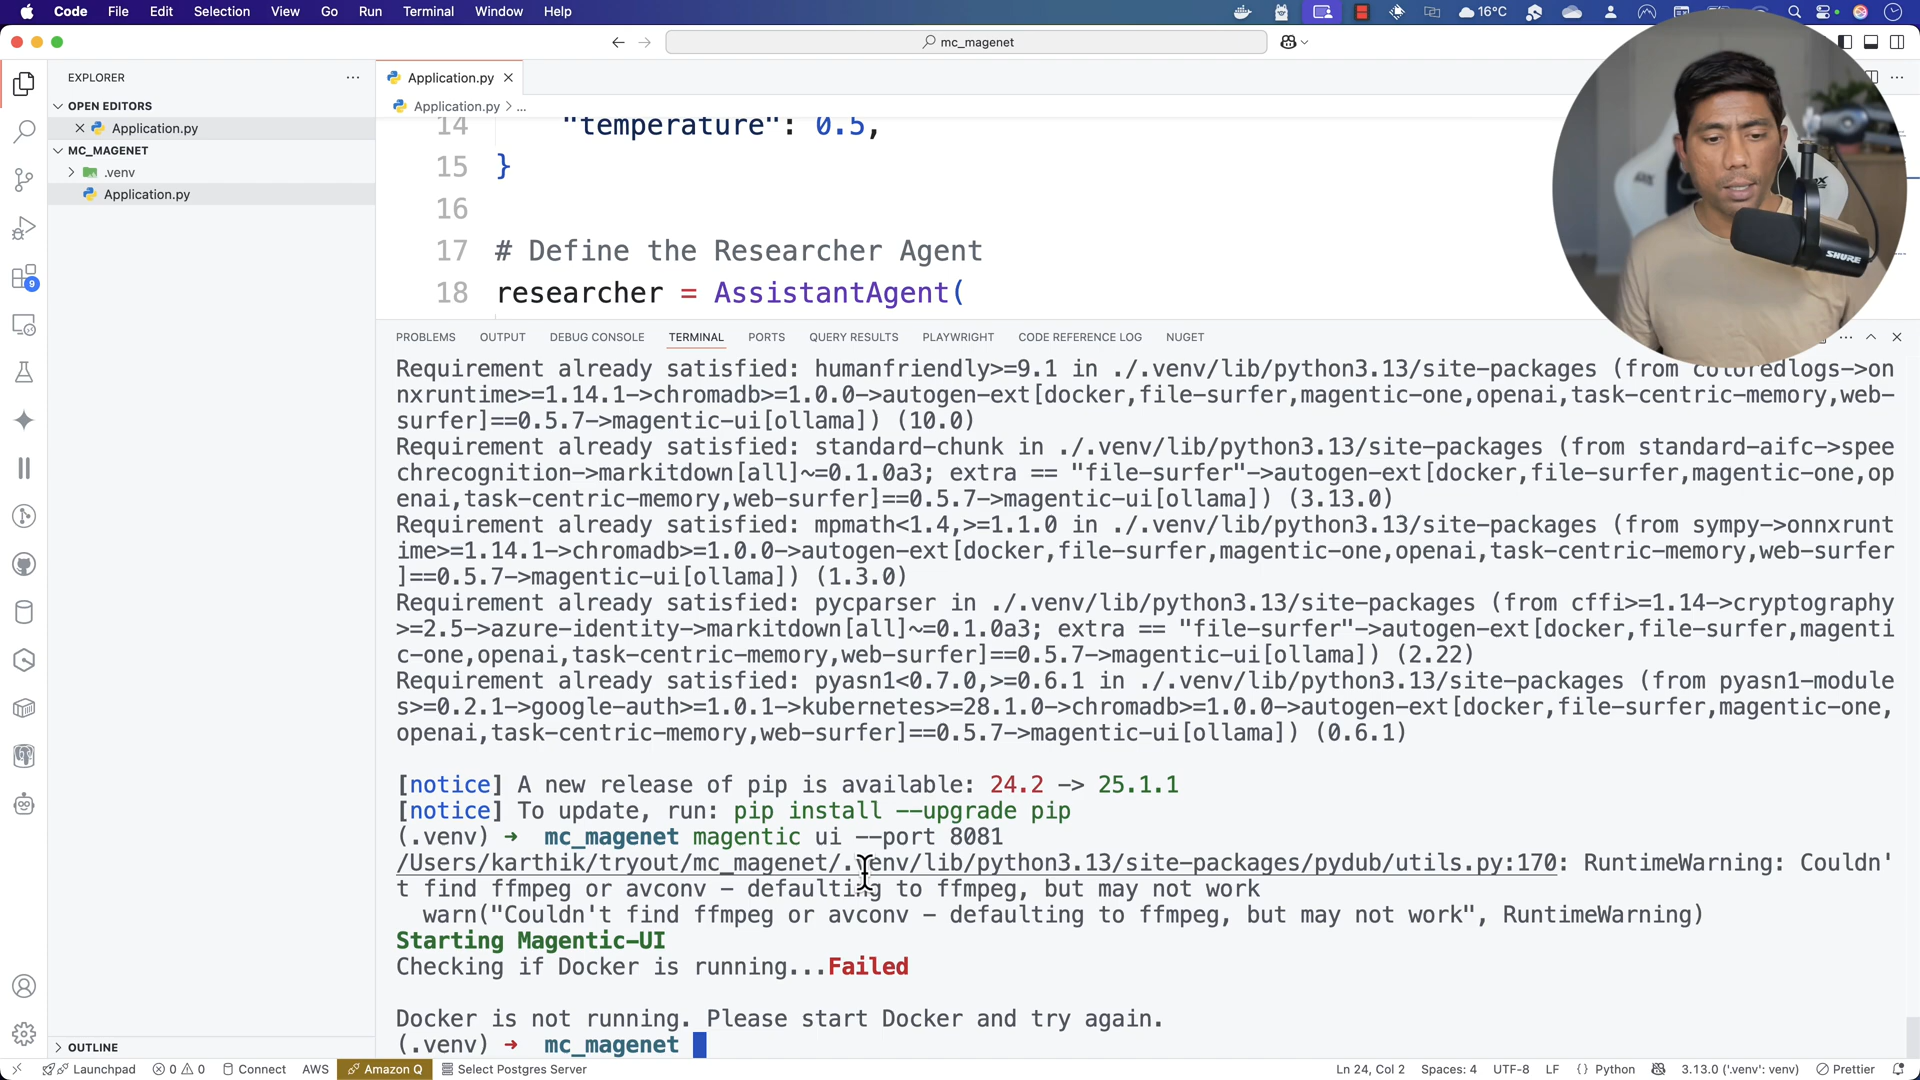 Code File Edit Selection View Go Run Terminal Window Help 16°C
mc_magenet
EXPLORER
OPEN EDITORS
Application.py
MC_MAGENET
.venv
Application.py
9
OUTLINE
Application.py
Application.py > ...
14 "temperature": 0.5,
15 }
16
17 # Define the Researcher Agent
18 researcher = AssistantAgent(
SHURE
PROBLEMS OUTPUT DEBUG CONSOLE TERMINAL PORTS QUERY RESULTS PLAYWRIGHT CODE REFERENCE LOG NUGET
Requirement already satisfied: humanfriendly>=9.1 in ./.venv/lib/python3.13/site-packages (from coloredlogs->on
nxruntime>=1.14.1->chromadb>=1.0.0->autogen-ext[docker,file-surfer,magentic-one,openai,task-centric-memory,web-
surfer]==0.5.7->magentic-ui[ollama]) (10.0)
Requirement already satisfied: standard-chunk in ./.venv/lib/python3.13/site-packages (from standard-aifc->spee
chrecognition->markitdown[all]~=0.1.0a3; extra == "file-surfer"->autogen-ext[docker,file-surfer,magentic-one,op
enai,task-centric-memory,web-surfer]==0.5.7->magentic-ui[ollama]) (3.13.0)
Requirement already satisfied: mpmath<1.4,>=1.1.0 in ./.venv/lib/python3.13/site-packages (from sympy->onnxrunt
ime>=1.14.1->chromadb>=1.0.0->autogen-ext[docker,file-surfer,magentic-one,openai,task-centric-memory,web-surfer
]==0.5.7->magentic-ui[ollama]) (1.3.0)
Requirement already satisfied: pycparser in ./.venv/lib/python3.13/site-packages (from cffi>=1.14->cryptography
>=2.5->azure-identity->markitdown[all]~=0.1.0a3; extra == "file-surfer"->autogen-ext[docker,file-surfer,magenti
c-one,openai,task-centric-memory,web-surfer]==0.5.7->magentic-ui[ollama]) (2.22)
Requirement already satisfied: pyasn1<0.7.0,>=0.6.1 in ./.venv/lib/python3.13/site-packages (from pyasn1-module
s>=0.2.1->google-auth>=1.0.1->kubernetes>=28.1.0->chromadb>=1.0.0->autogen-ext[docker,file-surfer,magentic-one,
openai,task-centric-memory,web-surfer]==0.5.7->magentic-ui[ollama]) (0.6.1)
[notice] A new release of pip is available: 24.2 -> 25.1.1
[notice] To update, run: pip install --upgrade pip
(.venv) → mc_magenet magentic ui --port 8081
/Users/karthik/tryout/mc_magenet/.venv/lib/python3.13/site-packages/pydub/utils.py:170: RuntimeWarning: Couldn'
t find ffmpeg or avconv - defaulting to ffmpeg, but may not work
warn("Couldn't find ffmpeg or avconv - defaulting to ffmpeg, but may not work", RuntimeWarning)
Starting Magentic-UI
Checking if Docker is running...Failed
Docker is not running. Please start Docker and try again.
(.venv) → mc_magenet
Launchpad 0 0 Connect AWS Amazon Q Select Postgres Server Ln 24, Col 2 Spaces: 4 UTF-8 LF {} Python 3.13.0 ('.venv': venv) Prettier